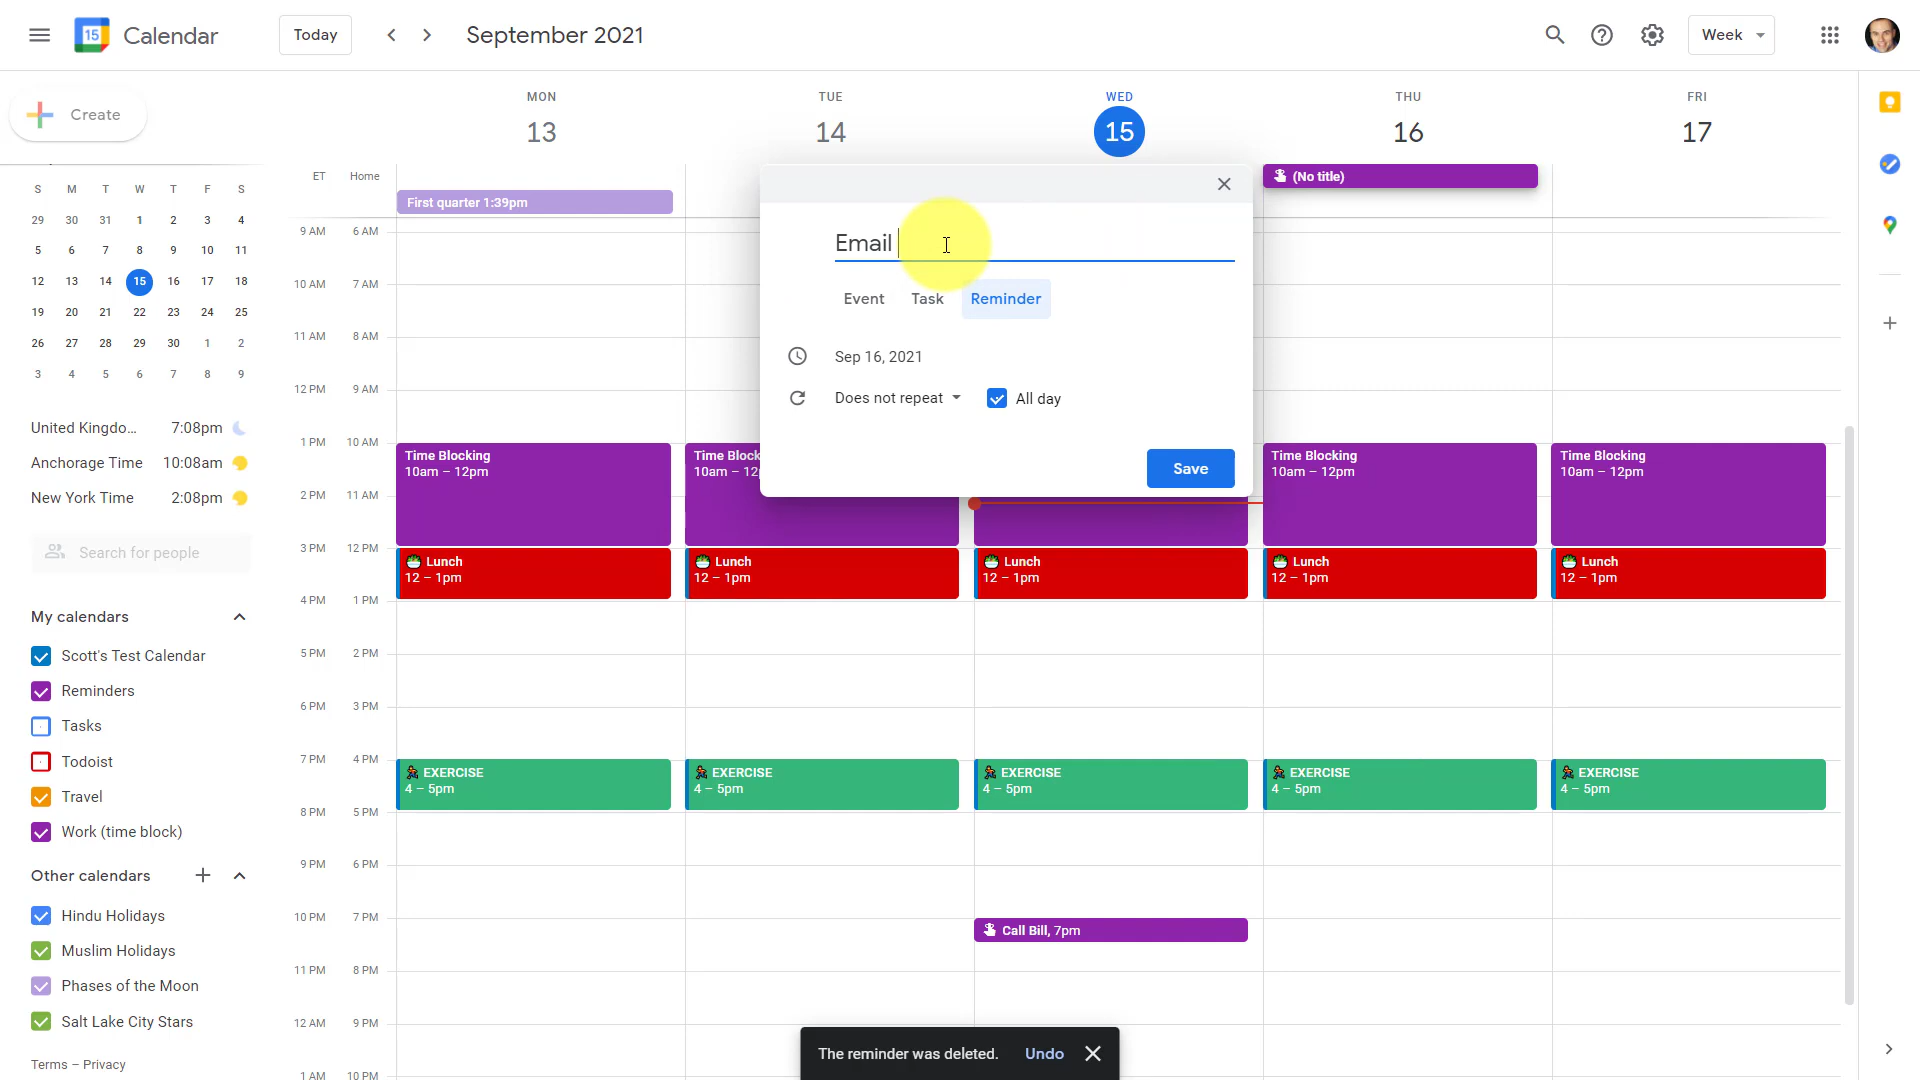 15 Calendar
Today
September 2021
Week
Create
MON
13
TUE
14
WED
15
THU
16
FRI
17
ET Home
First quarter 1:39pm
(No title)
S M T W T F S
29 30 31 1 2 3 4
5 6 7 8 9 10 11
12 13 14 15 16 17 18
19 20 21 22 23 24 25
26 27 28 29 30 1 2
3 4 5 6 7 8 9
United Kingdo... 7:08pm
Anchorage Time 10:08am
New York Time 2:08pm
Search for people
My calendars
Scott's Test Calendar
Reminders
Tasks
Todoist
Travel
Work (time block)
Other calendars
Hindu Holidays
Muslim Holidays
Phases of the Moon
Salt Lake City Stars
Terms – Privacy
9 AM 6 AM
10 AM 7 AM
11 AM 8 AM
12 PM 9 AM
1 PM 10 AM
2 PM 11 AM
3 PM 12 PM
4 PM 1 PM
5 PM 2 PM
6 PM 3 PM
7 PM 4 PM
8 PM 5 PM
9 PM 6 PM
10 PM 7 PM
11 PM 8 PM
12 AM 9 PM
1 AM 10 PM
Email
Event Task Reminder
Sep 16, 2021
Does not repeat All day
Save
Time Blocking
10am – 12pm
Time Block
10am – 12p
Time Blocking
10am – 12pm
Time Blocking
10am – 12pm
Lunch
12 – 1pm
Lunch
12 – 1pm
Lunch
12 – 1pm
Lunch
12 – 1pm
Lunch
12 – 1pm
EXERCISE
4 – 5pm
EXERCISE
4 – 5pm
EXERCISE
4 – 5pm
EXERCISE
4 – 5pm
EXERCISE
4 – 5pm
Call Bill, 7pm
The reminder was deleted. Undo